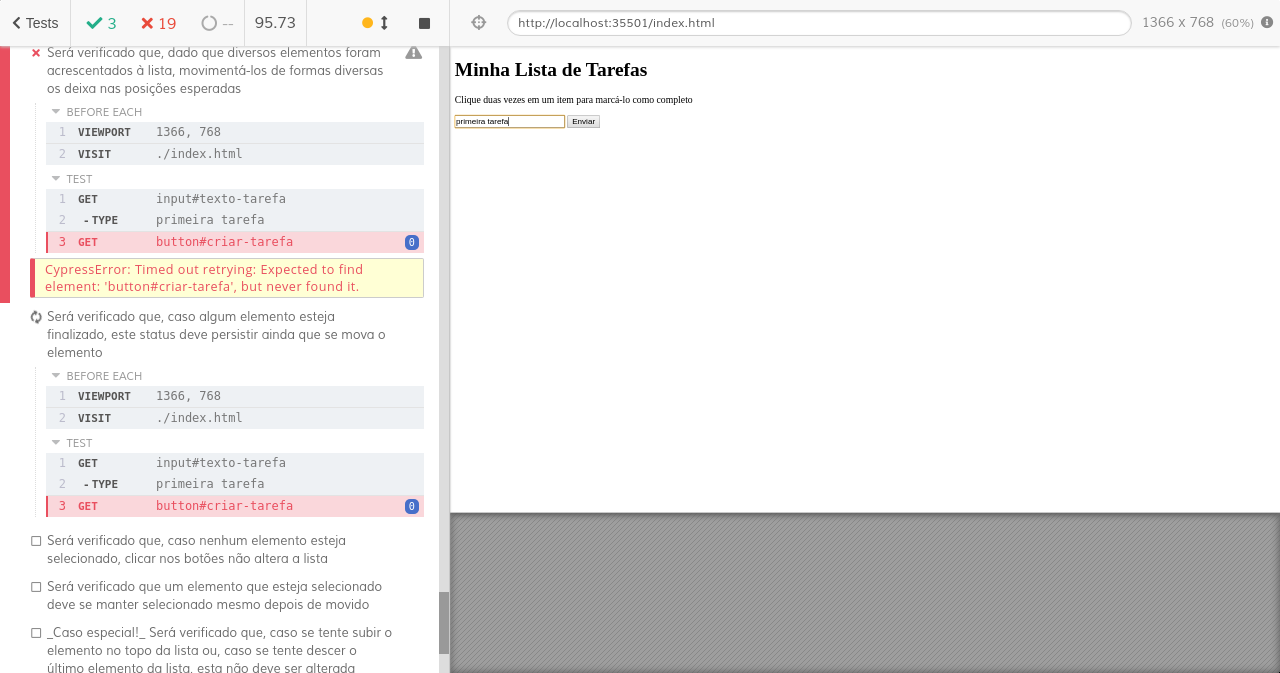 Tests 3 19 -- 95.73 http://localhost:35501/index.html 1366 x 768 (60%)
Será verificado que, dado que diversos elementos foram
acrescentados à lista, movimentá-los de formas diversas
os deixa nas posições esperadas
BEFORE EACH
1 VIEWPORT 1366, 768
2 VISIT ./index.html
TEST
1 GET input#texto-tarefa
2 -TYPE primeira tarefa
3 GET button#criar-tarefa 0
CypressError: Timed out retrying: Expected to find
element: 'button#criar-tarefa', but never found it.
Será verificado que, caso algum elemento esteja
finalizado, este status deve persistir ainda que se mova o
elemento
BEFORE EACH
1 VIEWPORT 1366, 768
2 VISIT ./index.html
TEST
1 GET input#texto-tarefa
2 -TYPE primeira tarefa
3 GET button#criar-tarefa 0
Será verificado que, caso nenhum elemento esteja
selecionado, clicar nos botões não altera a lista
Será verificado que um elemento que esteja selecionado
deve se manter selecionado mesmo depois de movido
_Caso especial!_ Será verificado que, caso se tente subir o
elemento no topo da lista ou, caso se tente descer o
último elemento da lista, esta não deve ser alterada
Minha Lista de Tarefas
Clique duas vezes em um item para marcá-lo como completo
primeira tarefa Enviar